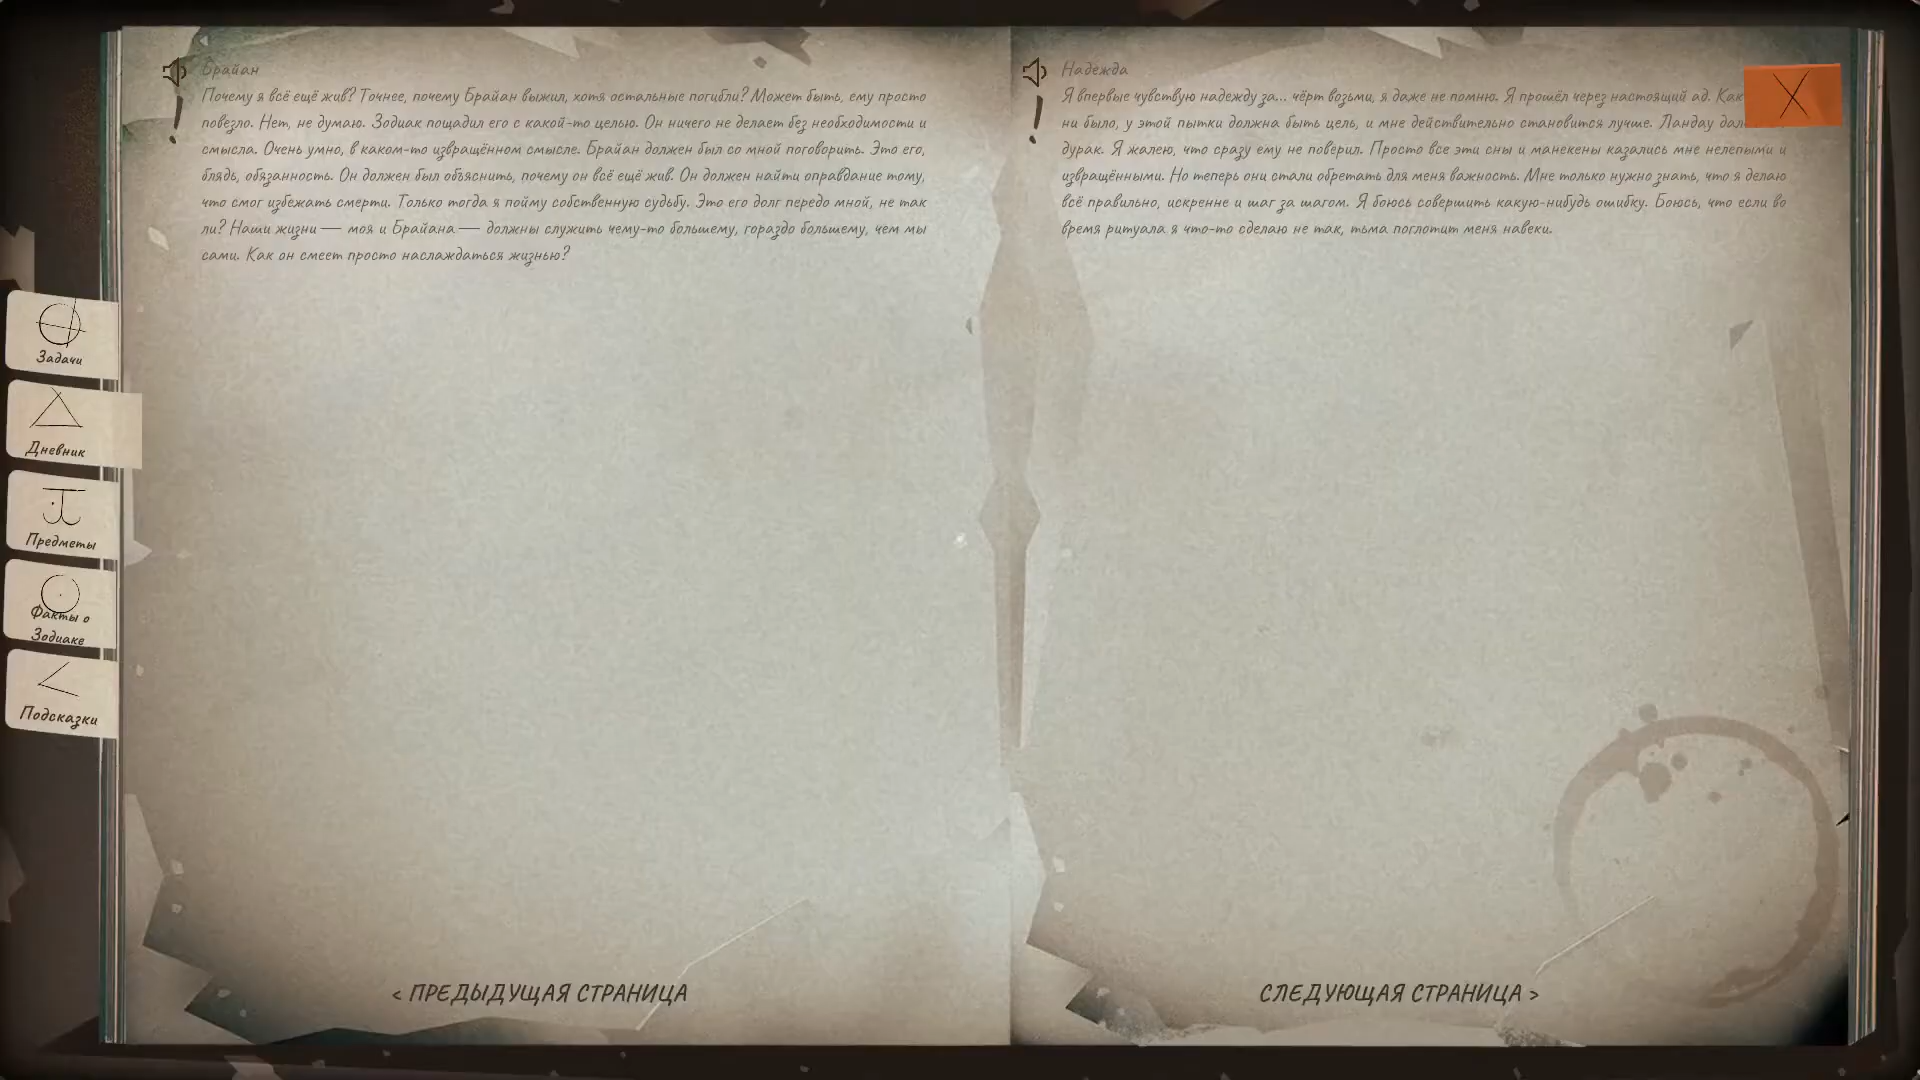 Брайан
Почему я всё ещё жив? Точнее, почему Брайан выжил, хотя остальные погибли? Может быть, ему просто
повезло. Нет, не думаю. Зодиак пощадил его с какой-то целью. Он ничего не делает без необходимости и
смысла. Очень умно, в каком-то извращённом смысле. Брайан должен был со мной поговорить. Это его,
блядь, обязанность. Он должен был объяснить, почему он всё ещё жив. Он должен найти оправдание тому,
что смог избежать смерти. Только тогда я пойму собственную судьбу. Это его долг передо мной, не так
ли? Наши жизни — моя и Брайана — должны служить чему-то большему, гораздо большему, чем мы
сами. Как он смеет просто наслаждаться жизнью?
Надежда
Я впервые чувствую надежду за... чёрт возьми, я даже не помню. Я прошёл через настоящий ад. Как
ни было, у этой пытки должна быть цель, и мне действительно становится лучше. Ландау
дурак. Я жалею, что сразу ему не поверил. Просто все эти сны и манекены казались мне нелепыми и
извращёнными. Но теперь они стали обретать для меня важность. Мне только нужно знать, что я делаю
всё правильно, искренне и шаг за шагом. Я боюсь совершить какую-нибудь ошибку. Боюсь, что если во
время ритуала я что-то сделаю не так, тьма поглотит меня навеки.
Задачи
Дневник
Предметы
Факты о
Зодиаке
Подсказки
< ПРЕДЫДУЩАЯ СТРАНИЦА
СЛЕДУЮЩАЯ СТРАНИЦА >